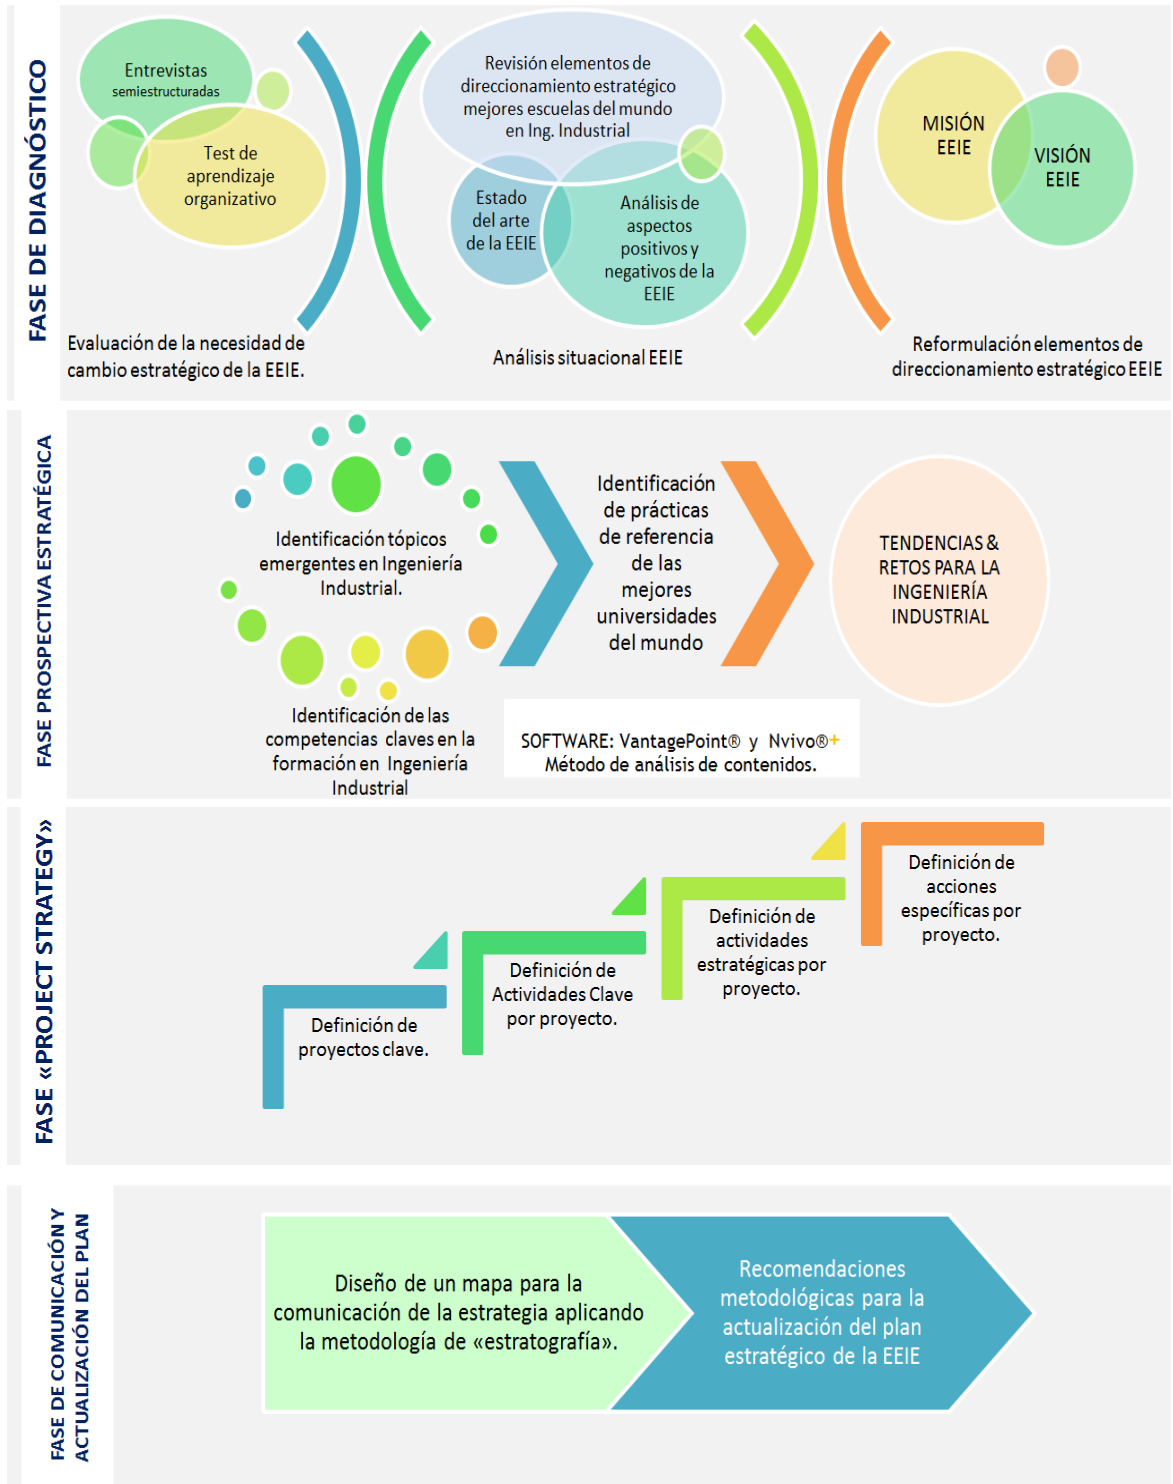 FASE DE DIAGNÓSTICO
Entrevistas
semiestructuradas
Test de
aprendizaje
organizativo
Evaluación de la necesidad de
cambio estratégico de la EEIE.
Revisión elementos de
direccionamiento estratégico
mejores escuelas del mundo
en Ing. Industrial
Estado
del arte
de la EEIE
Análisis de
aspectos
positivos y
negativos de la
EEIE
Análisis situacional EEIE
MISIÓN
EEIE
VISIÓN
EEIE
Reformulación elementos de
direccionamiento estratégico EEIE
FASE PROSPECTIVA ESTRATÉGICA
Identificación tópicos
emergentes en Ingeniería
Industrial.
Identificación de las
competencias claves en la
formación en Ingeniería
Industrial
Identificación
de prácticas
de referencia
de las
mejores
universidades
del mundo
TENDENCIAS &
RETOS PARA LA
INGENIERÍA
INDUSTRIAL
SOFTWARE: VantagePoint® y Nvivo®+
Método de análisis de contenidos.
FASE «PROJECT STRATEGY»
Definición de
proyectos clave.
Definición de
Actividades Clave
por proyecto.
Definición de
actividades
estratégicas por
proyecto.
Definición de
acciones
específicas por
proyecto.
FASE DE COMUNICACIÓN Y
ACTUALIZACIÓN DEL PLAN
Diseño de un mapa para la
comunicación de la estrategia aplicando
la metodología de «estratografía».
Recomendaciones
metodológicas para la
actualización del plan
estratégico de la EEIE